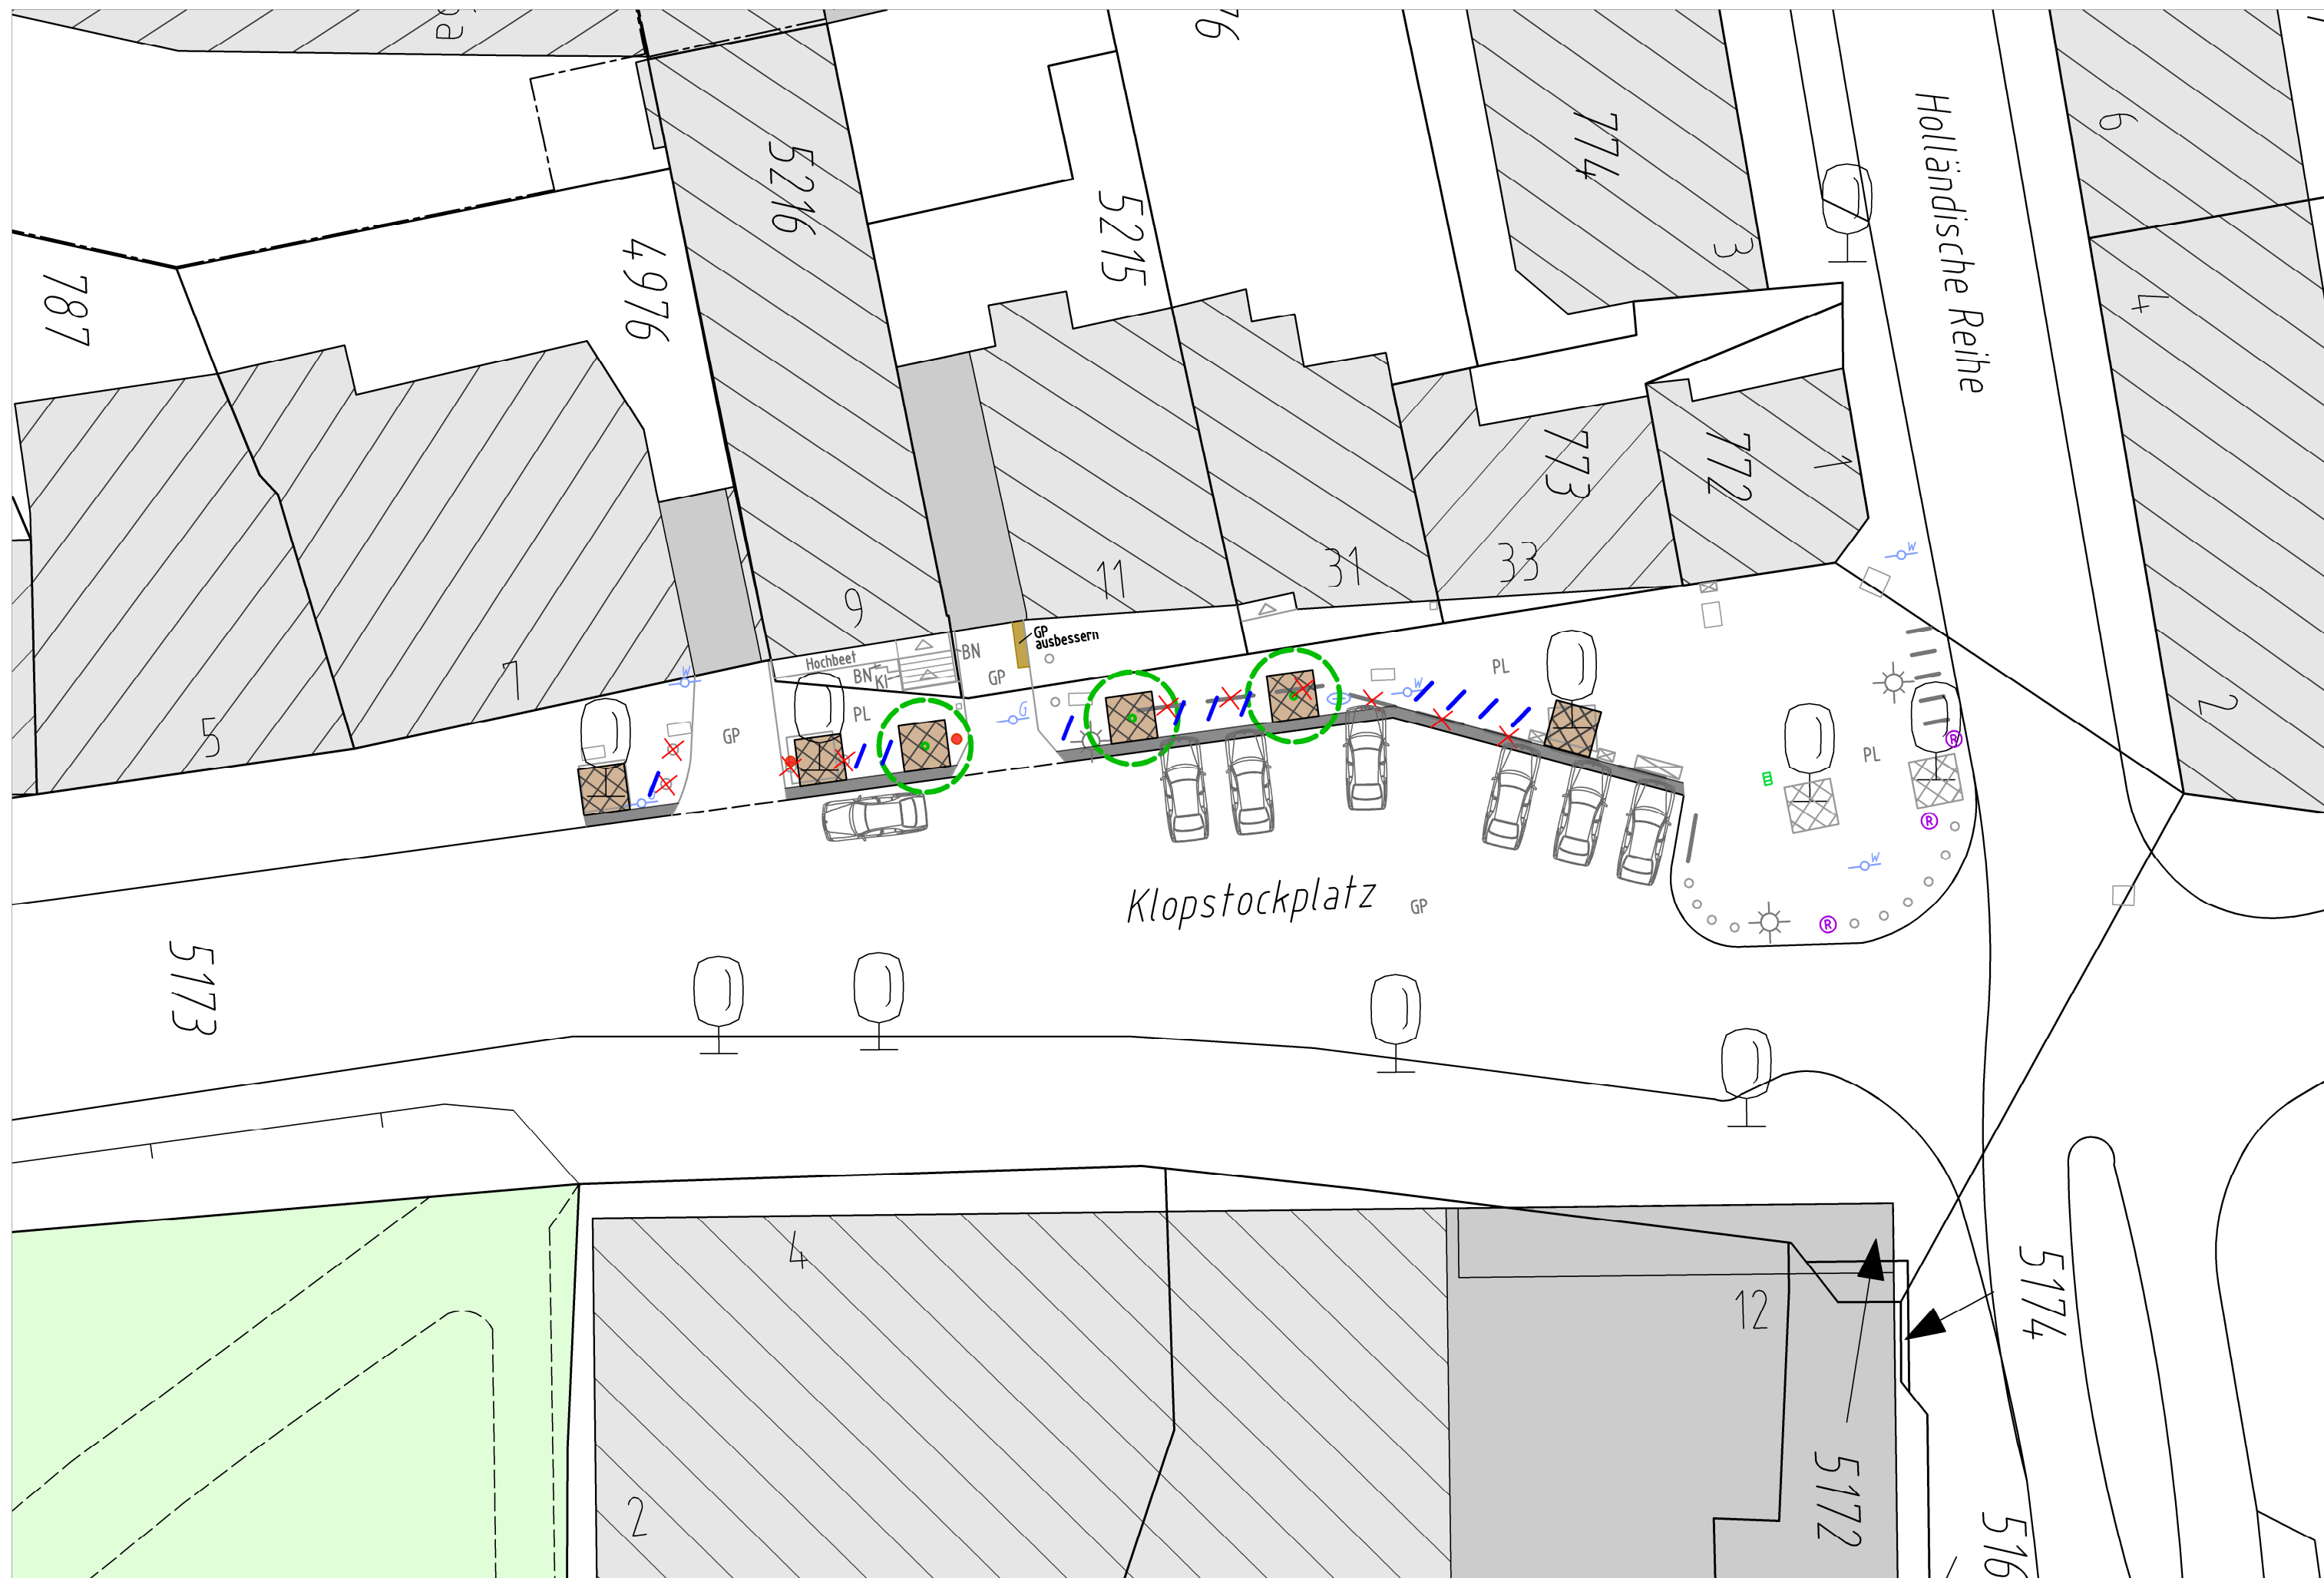 6
5216
774
Holländische Reihe
6
787
4976
5215
3
4
773
772
1
9
11
31
33
7
5
2
GP
ausbessern
Hochbeet
BN
KI
BN
GP
PL
GP
PL
PL
W
G
W
W
W
R
R
R
Klopstockplatz
GP
5173
4
2
12
5174
5172
516